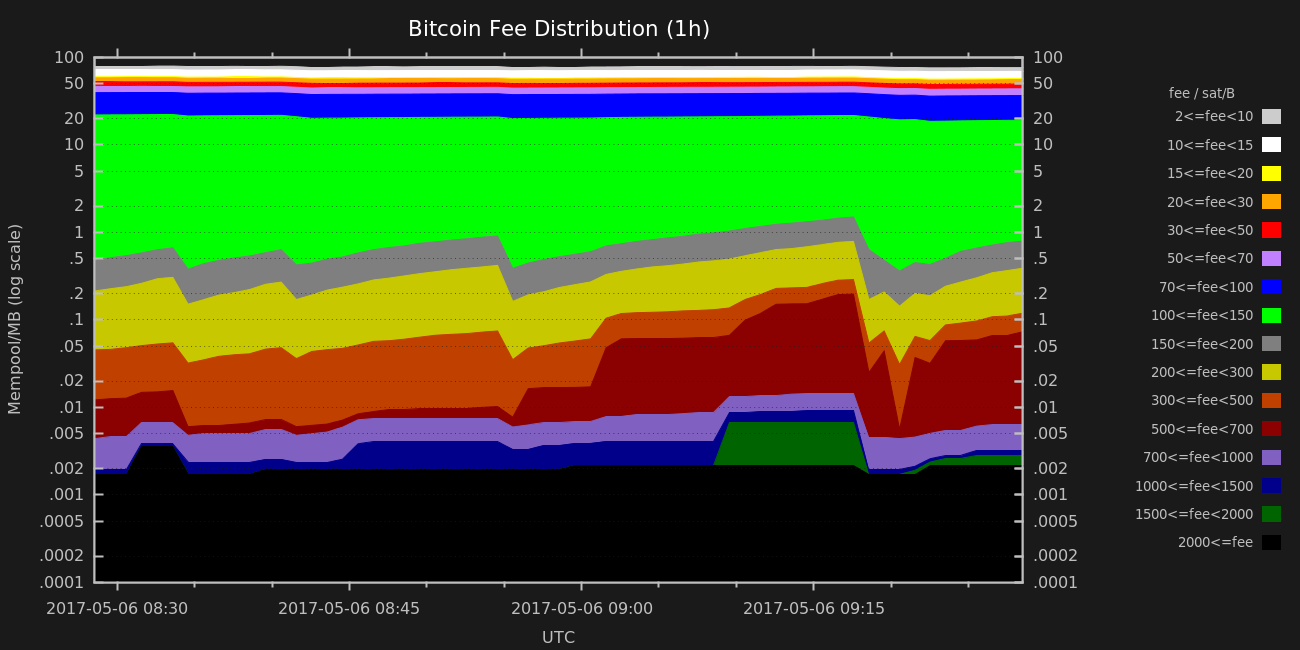 Bitcoin Fee Distribution (1h)
Mempool/MB (log scale)
100
50
20
10
5
2
1
.5
.2
.1
.05
.02
.01
.005
.002
.001
.0005
.0002
.0001
100
50
20
10
5
2
1
.5
.2
.1
.05
.02
.01
.005
.002
.001
.0005
.0002
.0001
2017-05-06 08:30
2017-05-06 08:45
2017-05-06 09:00
2017-05-06 09:15
UTC
fee / sat/B
2<=fee<10
10<=fee<15
15<=fee<20
20<=fee<30
30<=fee<50
50<=fee<70
70<=fee<100
100<=fee<150
150<=fee<200
200<=fee<300
300<=fee<500
500<=fee<700
700<=fee<1000
1000<=fee<1500
1500<=fee<2000
2000<=fee